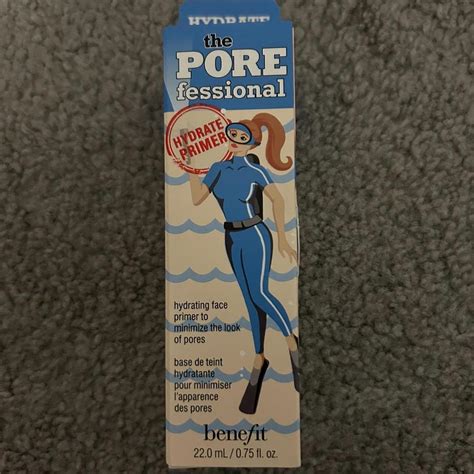 HYDRATE
the
PORE
fessional
HYDRATE
PRIMER
hydrating face
primer to
minimize the look
of pores
base de teint
hydratante
pour minimiser
l'apparence
des pores
benefit
22.0 mL / 0.75 fl. oz.